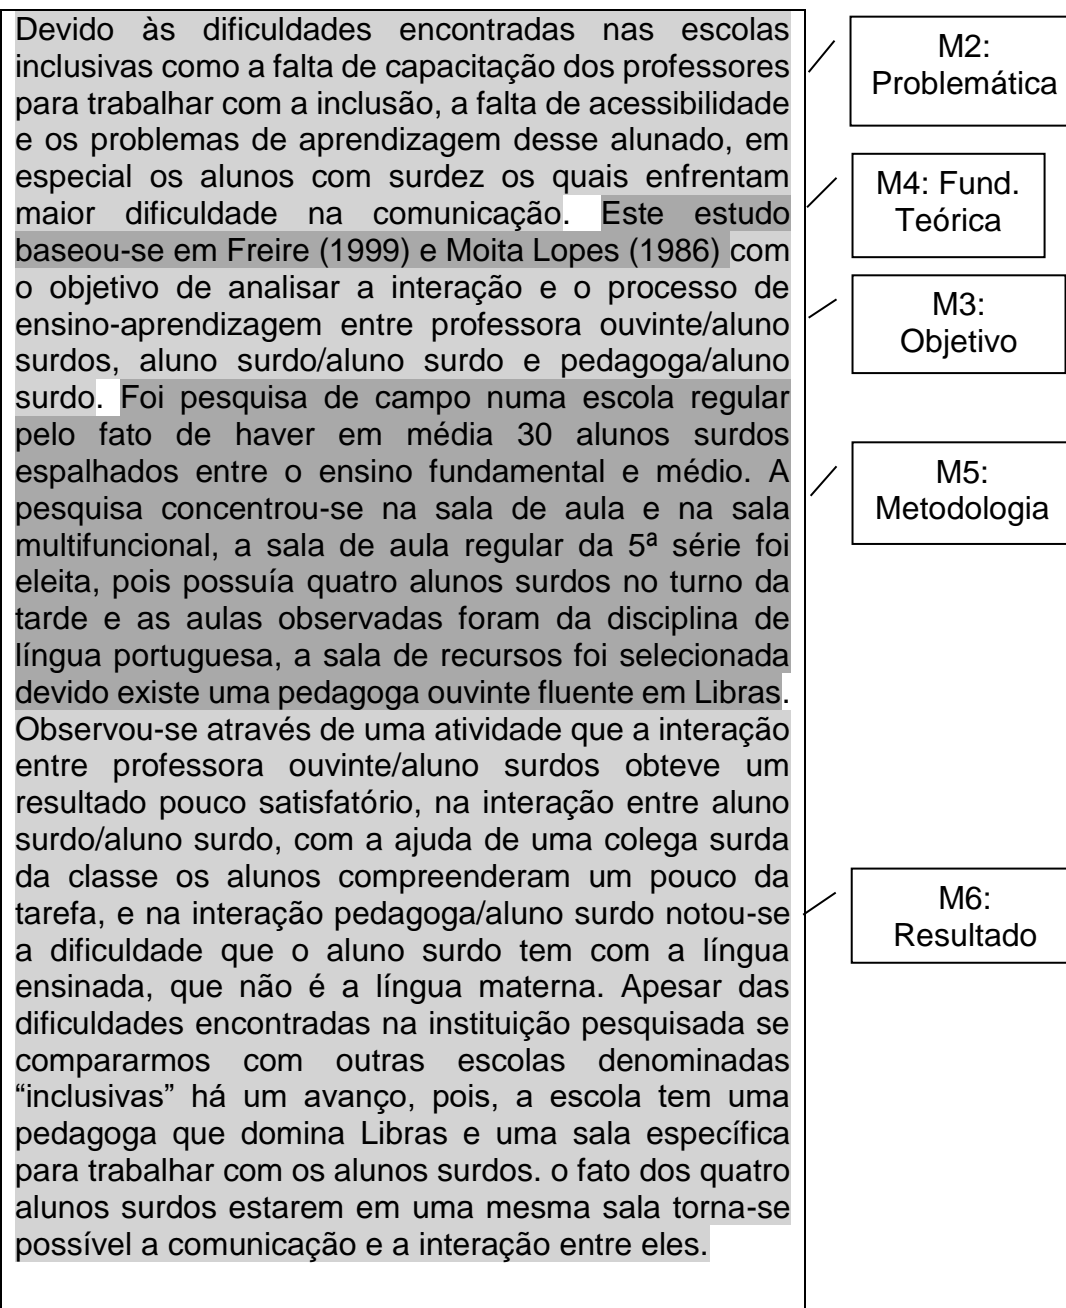 Devido às dificuldades encontradas nas escolas
inclusivas como a falta de capacitação dos professores
para trabalhar com a inclusão, a falta de acessibilidade
e os problemas de aprendizagem desse alunado, em
especial os alunos com surdez os quais enfrentam
maior dificuldade na comunicação. Este estudo
baseou-se em Freire (1999) e Moita Lopes (1986) com
o objetivo de analisar a interação e o processo de
ensino-aprendizagem entre professora ouvinte/aluno
surdos, aluno surdo/aluno surdo e pedagoga/aluno
surdo. Foi pesquisa de campo numa escola regular
pelo fato de haver em média 30 alunos surdos
espalhados entre o ensino fundamental e médio. A
pesquisa concentrou-se na sala de aula e na sala
multifuncional, a sala de aula regular da 5ª série foi
eleita, pois possuía quatro alunos surdos no turno da
tarde e as aulas observadas foram da disciplina de
língua portuguesa, a sala de recursos foi selecionada
devido existe uma pedagoga ouvinte fluente em Libras.
Observou-se através de uma atividade que a interação
entre professora ouvinte/aluno surdos obteve um
resultado pouco satisfatório, na interação entre aluno
surdo/aluno surdo, com a ajuda de uma colega surda
da classe os alunos compreenderam um pouco da
tarefa, e na interação pedagoga/aluno surdo notou-se
a dificuldade que o aluno surdo tem com a língua
ensinada, que não é a língua materna. Apesar das
dificuldades encontradas na instituição pesquisada se
compararmos com outras escolas denominadas
“inclusivas” há um avanço, pois, a escola tem uma
pedagoga que domina Libras e uma sala específica
para trabalhar com os alunos surdos. o fato dos quatro
alunos surdos estarem em uma mesma sala torna-se
possível a comunicação e a interação entre eles.
M2:
Problemática
M4: Fund.
Teórica
M3:
Objetivo
M5:
Metodologia
M6:
Resultado